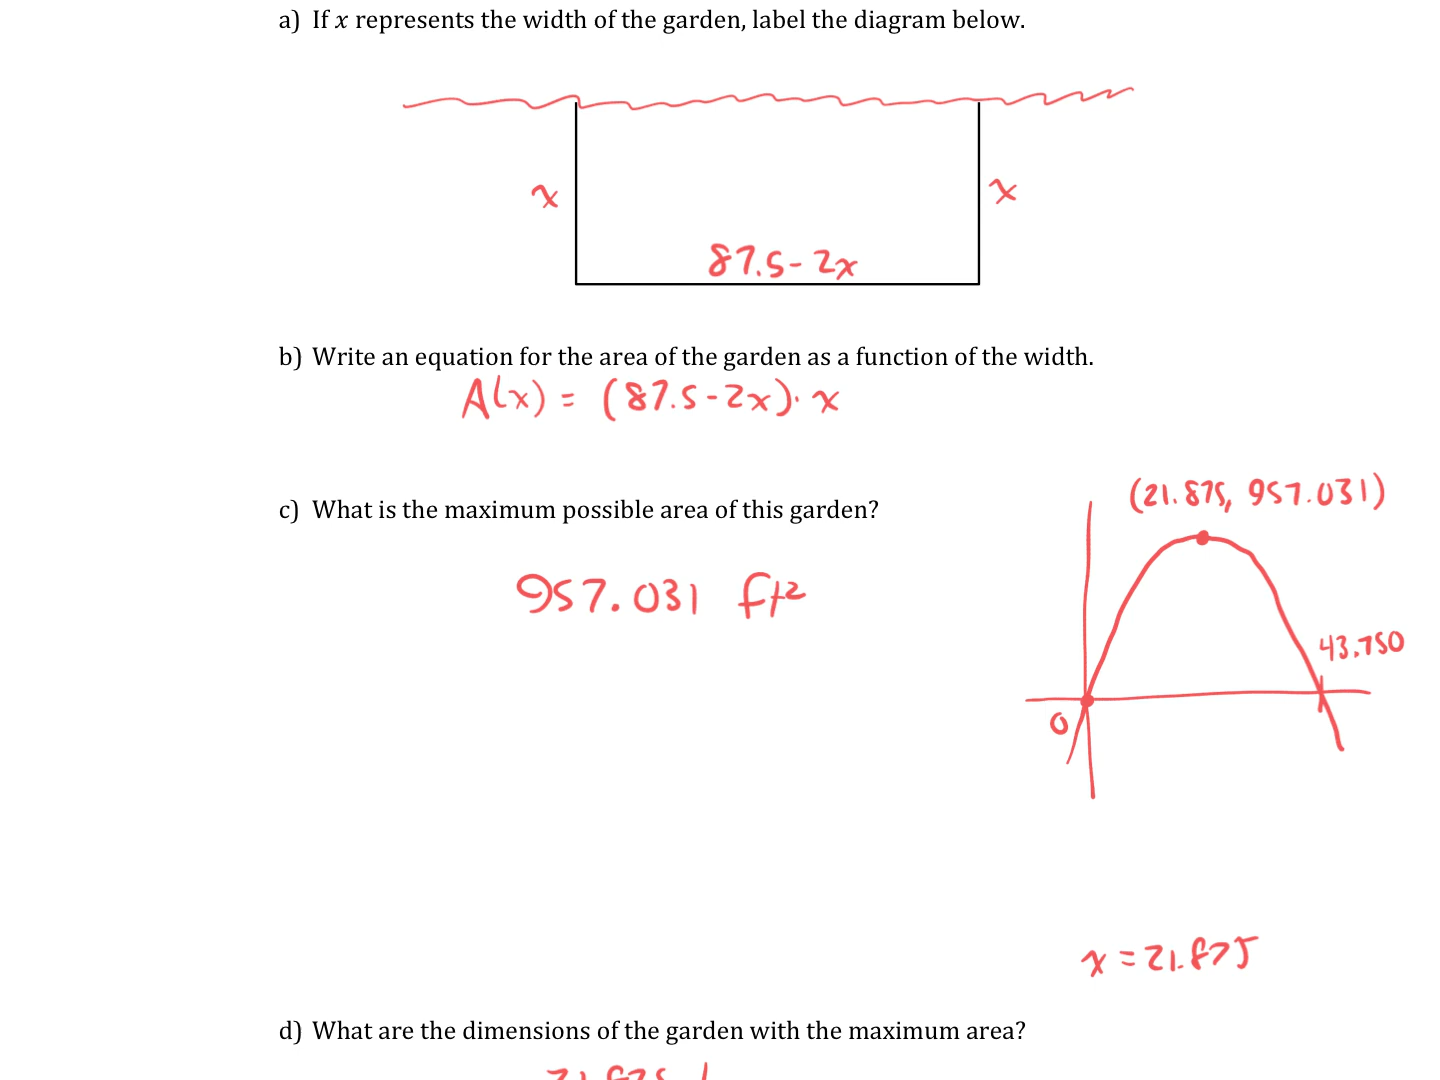 a) If x represents the width of the garden, label the diagram below.
x
x
87.5 - 2x
b) Write an equation for the area of the garden as a function of the width.
A(x) = (87.5 - 2x) · x
(21.875, 957.031)
c) What is the maximum possible area of this garden?
957.031 ft²
43.750
0
x = 21.875
d) What are the dimensions of the garden with the maximum area?